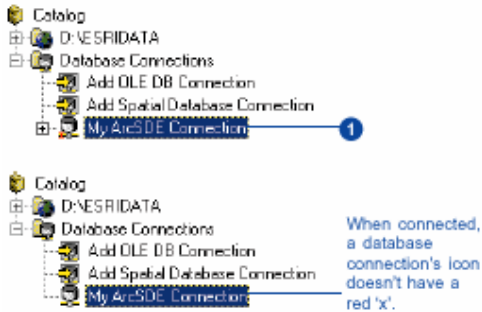 Catalog
D:\ESRIDATA
Database Connections
Add OLE DB Connection
Add Spatial Database Connection
My ArcSDE Connection
1
Catalog
D:\ESRIDATA
Database Connections
Add OLE DB Connection
Add Spatial Database Connection
My ArcSDE Connection
When connected,
a database
connection's icon
doesn't have a
red 'x'.